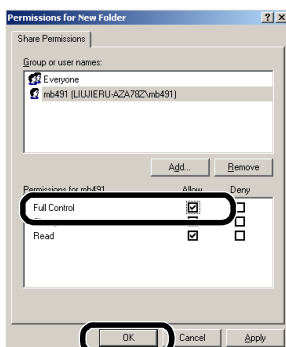 Permissions for New Folder
Share Permissions
Group or user names:
Everyone
mb491 (LIUJIERU-AZA78Z\mb491)
Add... Remove
Permissions for mb491 Allow Deny
Full Control
Read
OK Cancel Apply